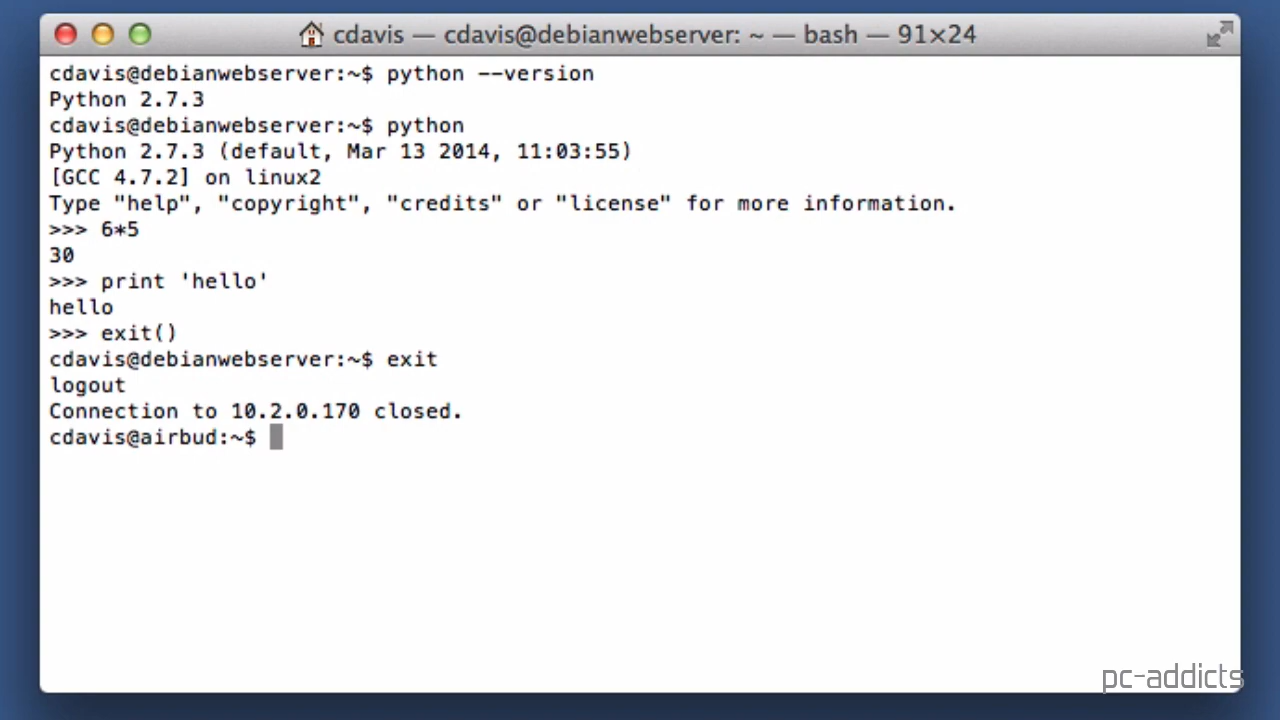 cdavis — cdavis@debianwebserver: ~ — bash — 91×24
cdavis@debianwebserver:~$ python --version
Python 2.7.3
cdavis@debianwebserver:~$ python
Python 2.7.3 (default, Mar 13 2014, 11:03:55)
[GCC 4.7.2] on linux2
Type "help", "copyright", "credits" or "license" for more information.
>>> 6*5
30
>>> print 'hello'
hello
>>> exit()
cdavis@debianwebserver:~$ exit
logout
Connection to 10.2.0.170 closed.
cdavis@airbud:~$
pc-addicts